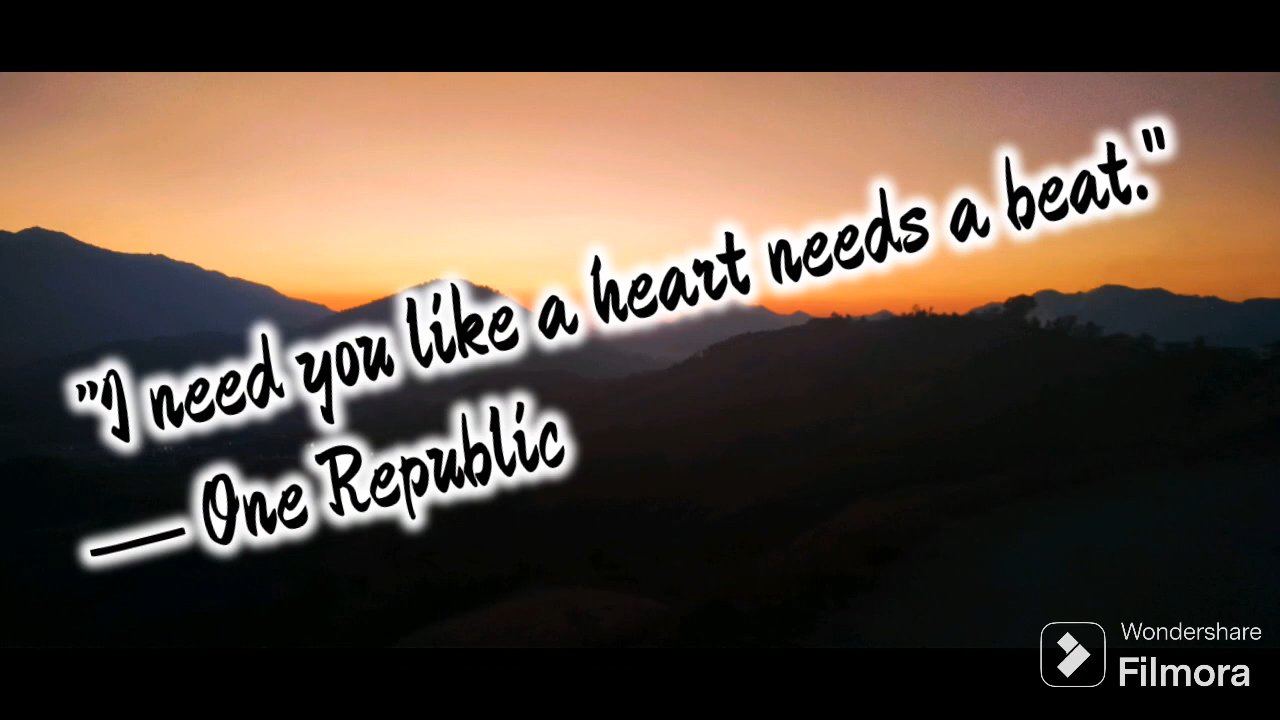 "I need you like a heart needs a beat."
— One Republic
Wondershare
Filmora